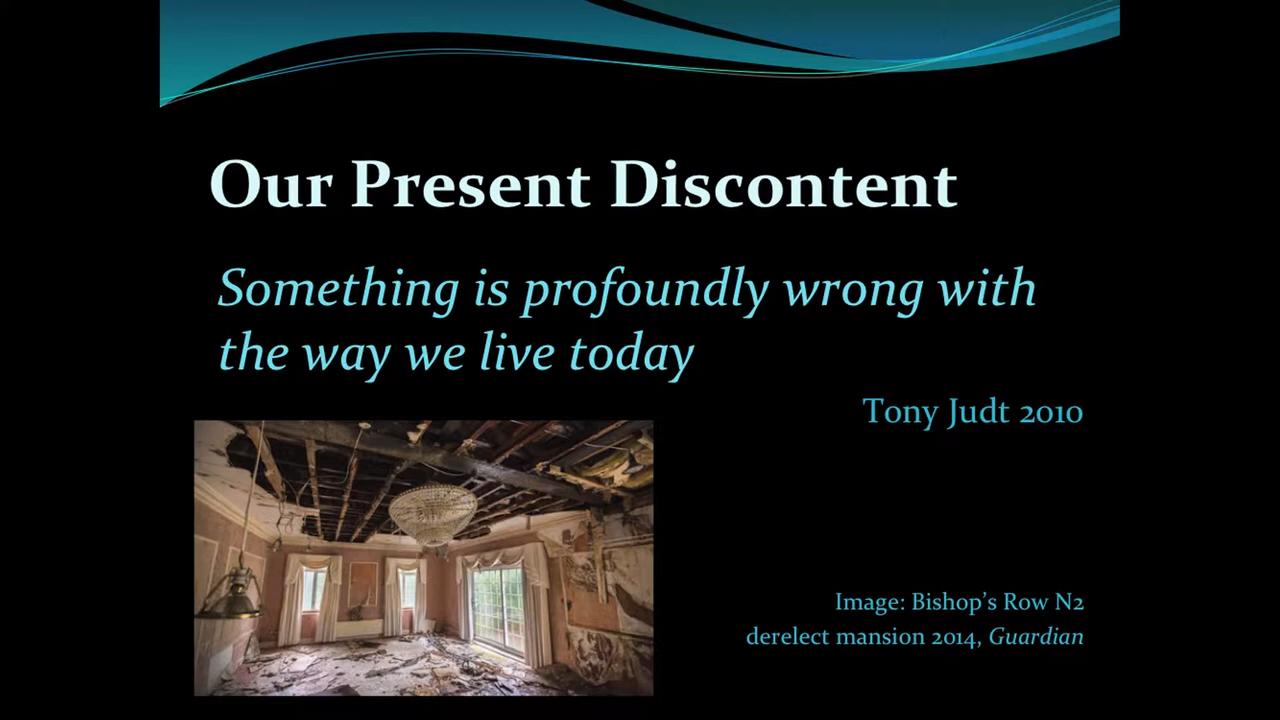 Our Present Discontent
Something is profoundly wrong with
the way we live today
Tony Judt 2010
Image: Bishop's Row N2
derelect mansion 2014, Guardian